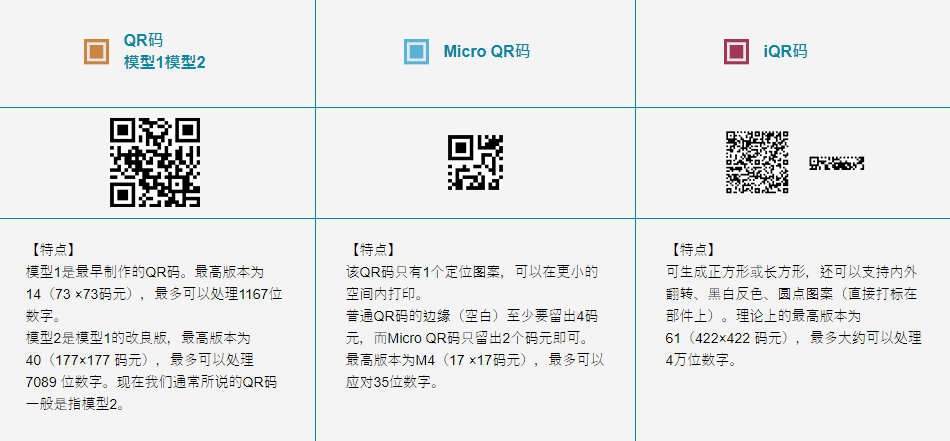 QR码
模型1模型2
Micro QR码
iQR码
【特点】
模型1是最早制作的QR码。最高版本为
14（73 ×73码元），最多可以处理1167位
数字。
模型2是模型1的改良版，最高版本为
40（177×177 码元），最多可以处理
7089 位数字。现在我们通常所说的QR码
一般是指模型2。
【特点】
该QR码只有1个定位图案，可以在更小的
空间内打印。
普通QR码的边缘（空白）至少要留出4码
元，而Micro QR码只留出2个码元即可。
最高版本为M4（17 ×17码元），最多可以
应对35位数字。
【特点】
可生成正方形或长方形，还可以支持内外
翻转、黑白反色、圆点图案（直接打标在
部件上）。理论上的最高版本为
61（422×422 码元），最多大约可以处理
4万位数字。